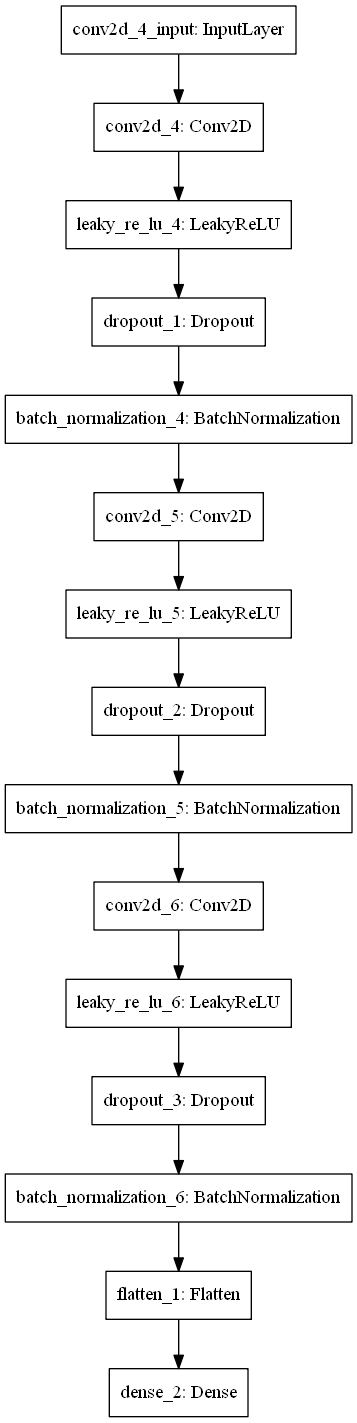 conv2d_4_input: InputLayer
conv2d_4: Conv2D
leaky_re_lu_4: LeakyReLU
dropout_1: Dropout
batch_normalization_4: BatchNormalization
conv2d_5: Conv2D
leaky_re_lu_5: LeakyReLU
dropout_2: Dropout
batch_normalization_5: BatchNormalization
conv2d_6: Conv2D
leaky_re_lu_6: LeakyReLU
dropout_3: Dropout
batch_normalization_6: BatchNormalization
flatten_1: Flatten
dense_2: Dense